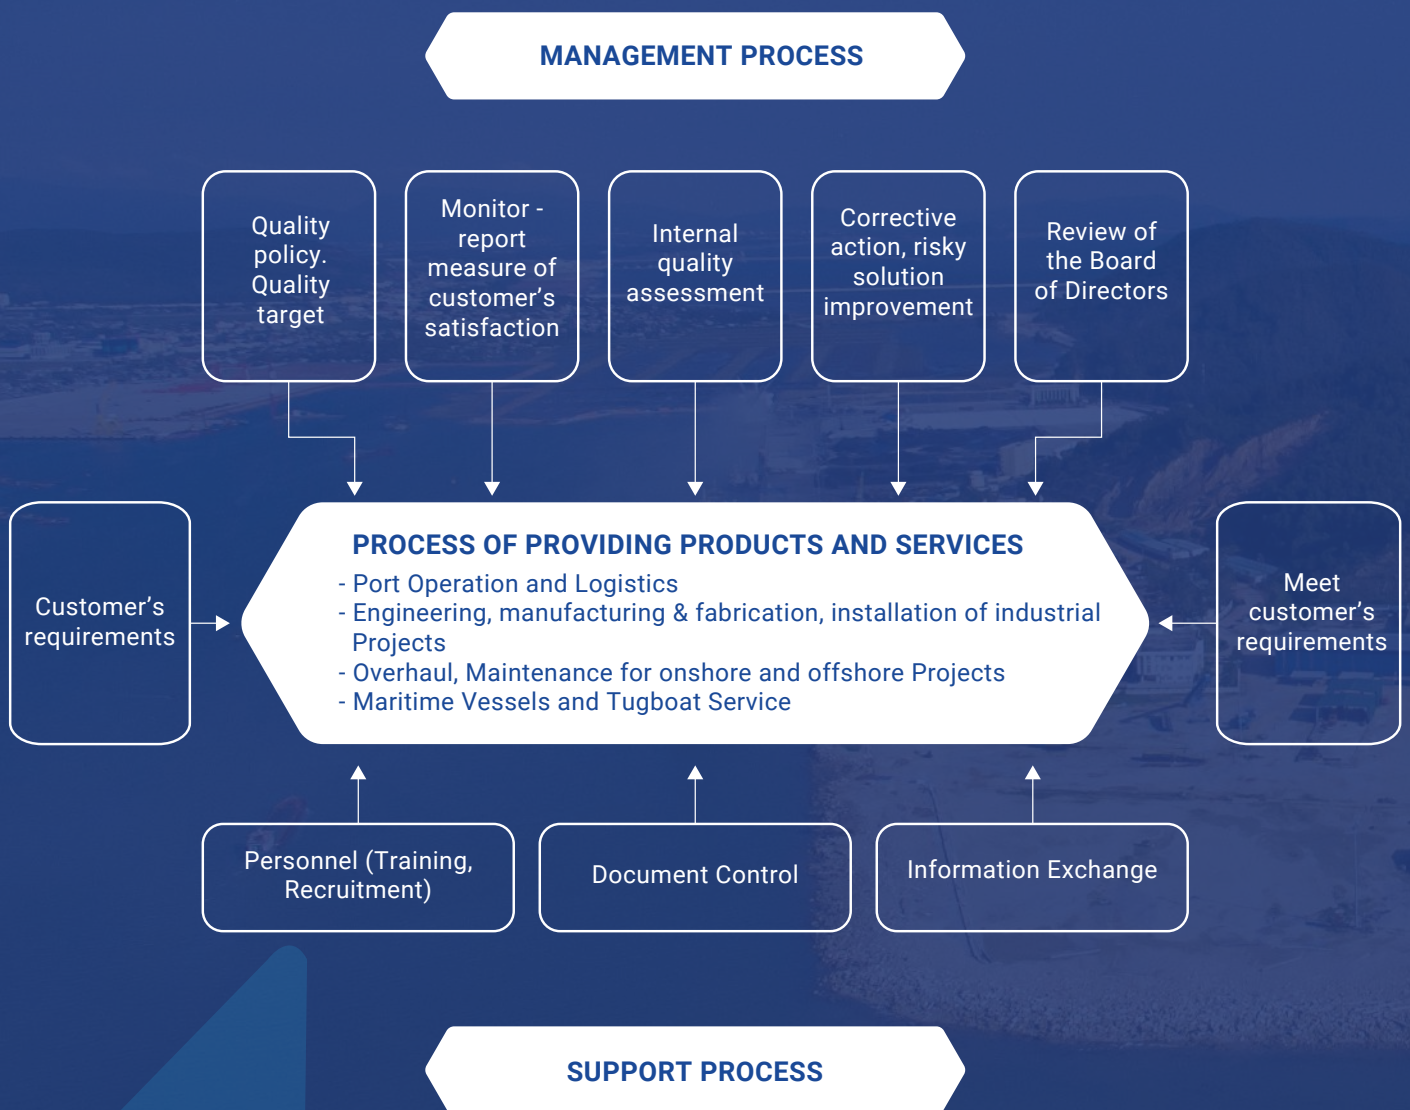 MANAGEMENT PROCESS
Quality
policy.
Quality
target
Monitor -
report
measure of
customer’s
satisfaction
Internal
quality
assessment
Corrective
action, risky
solution
improvement
Review of
the Board
of Directors
Customer’s
requirements
PROCESS OF PROVIDING PRODUCTS AND SERVICES
- Port Operation and Logistics
- Engineering, manufacturing & fabrication, installation of industrial
Projects
- Overhaul, Maintenance for onshore and offshore Projects
- Maritime Vessels and Tugboat Service
Meet
customer’s
requirements
Personnel (Training,
Recruitment)
Document Control
Information Exchange
SUPPORT PROCESS